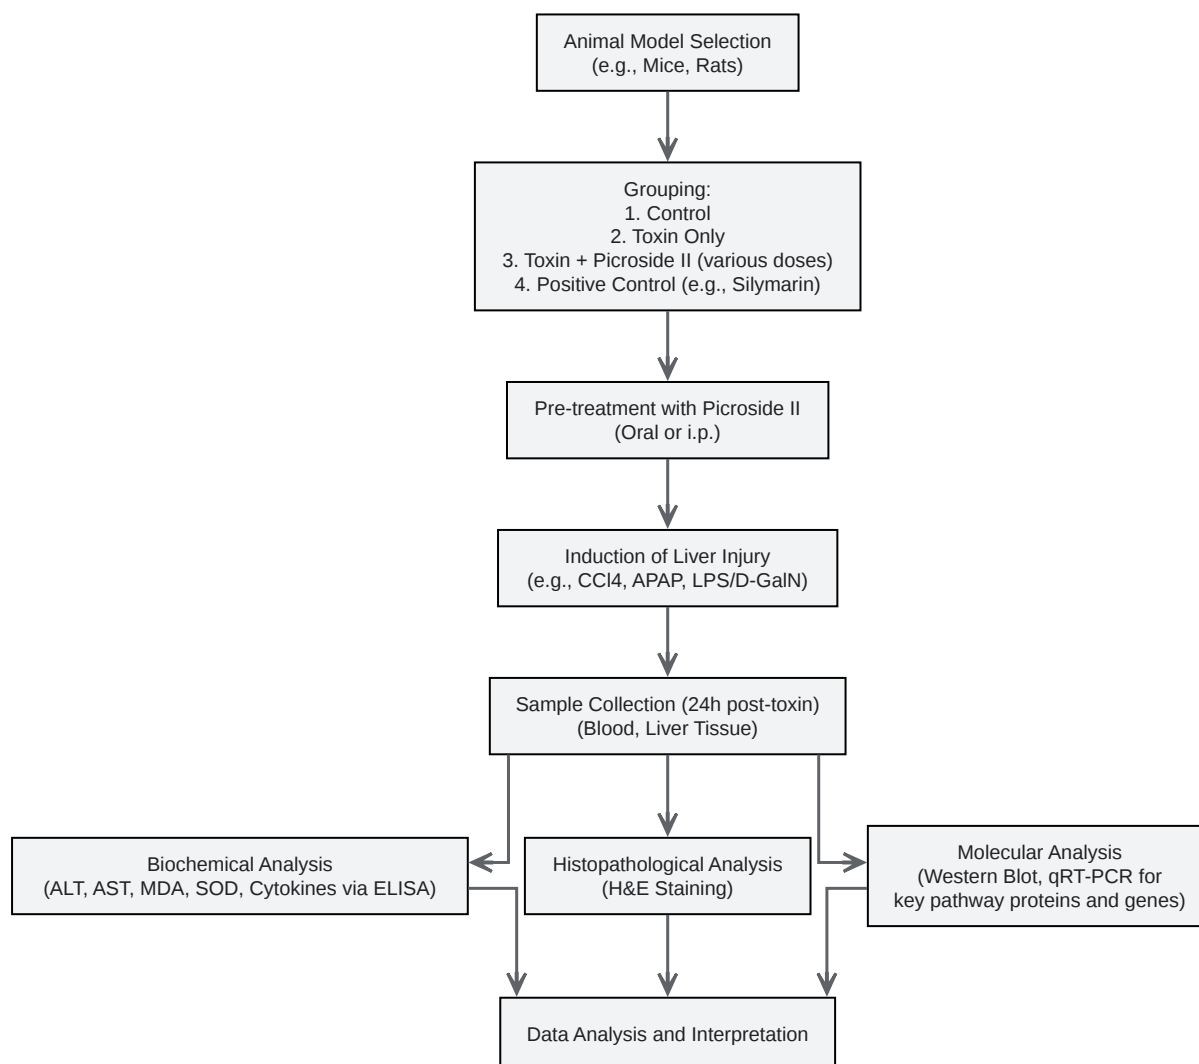 Animal Model Selection
(e.g., Mice, Rats)
Grouping:
1. Control
2. Toxin Only
3. Toxin + Picroside II (various doses)
4. Positive Control (e.g., Silymarin)
Pre-treatment with Picroside II
(Oral or i.p.)
Induction of Liver Injury
(e.g., CCl4, APAP, LPS/D-GalN)
Sample Collection (24h post-toxin)
(Blood, Liver Tissue)
Biochemical Analysis
(ALT, AST, MDA, SOD, Cytokines via ELISA)
Histopathological Analysis
(H&E Staining)
Molecular Analysis
(Western Blot, qRT-PCR for
key pathway proteins and genes)
Data Analysis and Interpretation